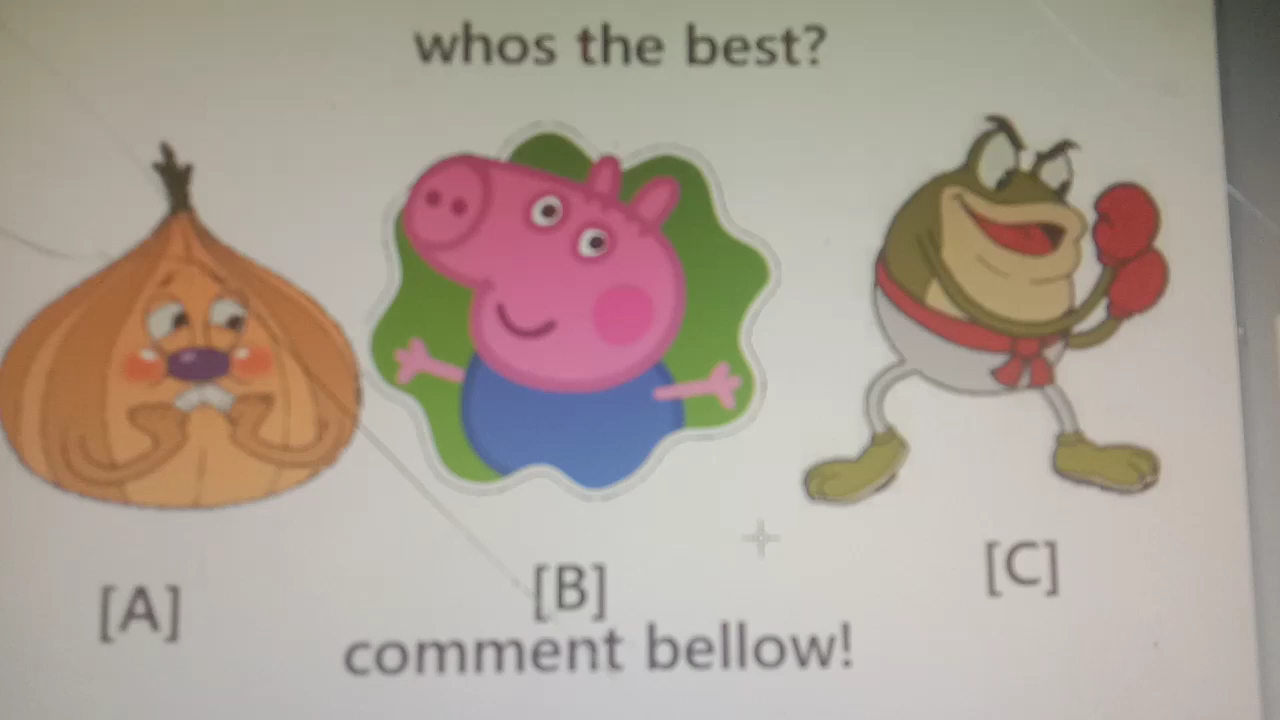 whos the best?
[A]
[B]
[C]
comment bellow!